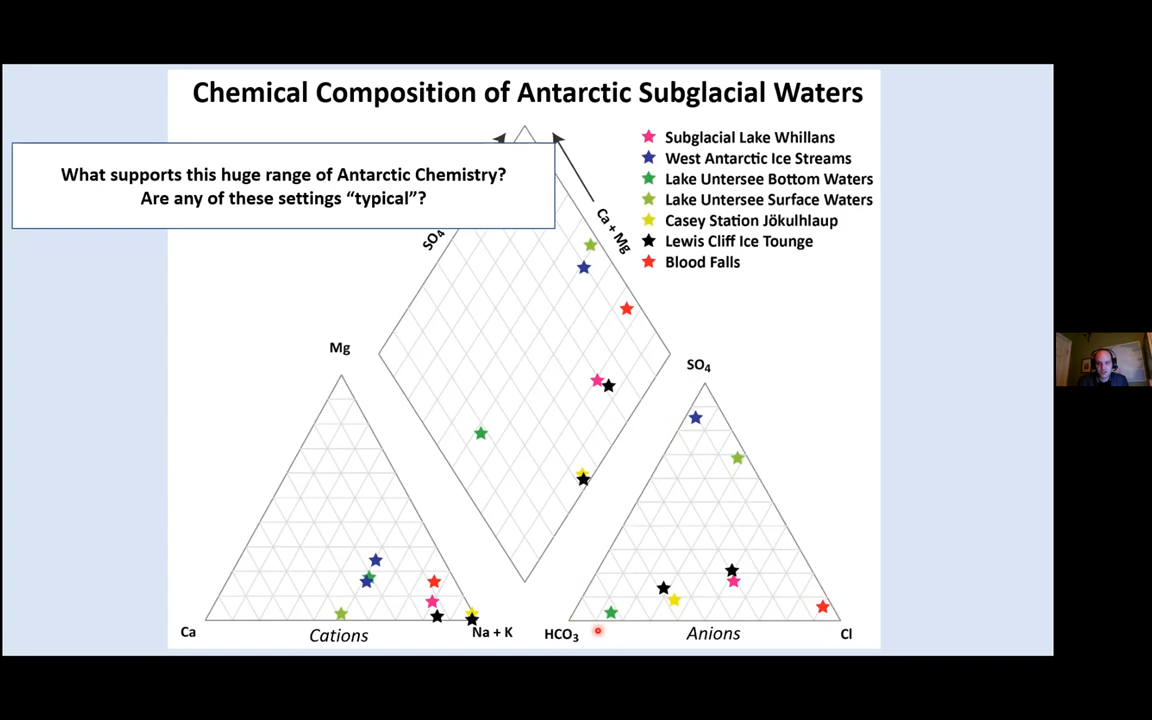 Chemical Composition of Antarctic Subglacial Waters
What supports this huge range of Antarctic Chemistry?
Are any of these settings “typical”?
Subglacial Lake Whillans
West Antarctic Ice Streams
Lake Untersee Bottom Waters
Lake Untersee Surface Waters
Casey Station Jökulhlaup
Lewis Cliff Ice Tounge
Blood Falls
SO₄
Ca + Mg
Mg
SO₄
Ca
Cations
Na + K
HCO₃
Anions
Cl